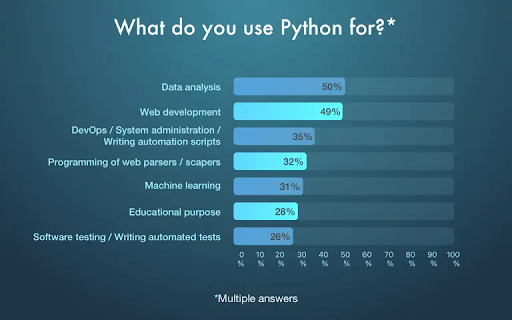 What do you use Python for?*
Data analysis
50%
Web development
49%
DevOps / System administration /
Writing automation scripts
35%
Programming of web parsers / scapers
32%
Machine learning
31%
Educational purpose
28%
Software testing / Writing automated tests
26%
0 10 20 30 40 50 60 70 80 90 100
% % % % % % % % % % %
*Multiple answers